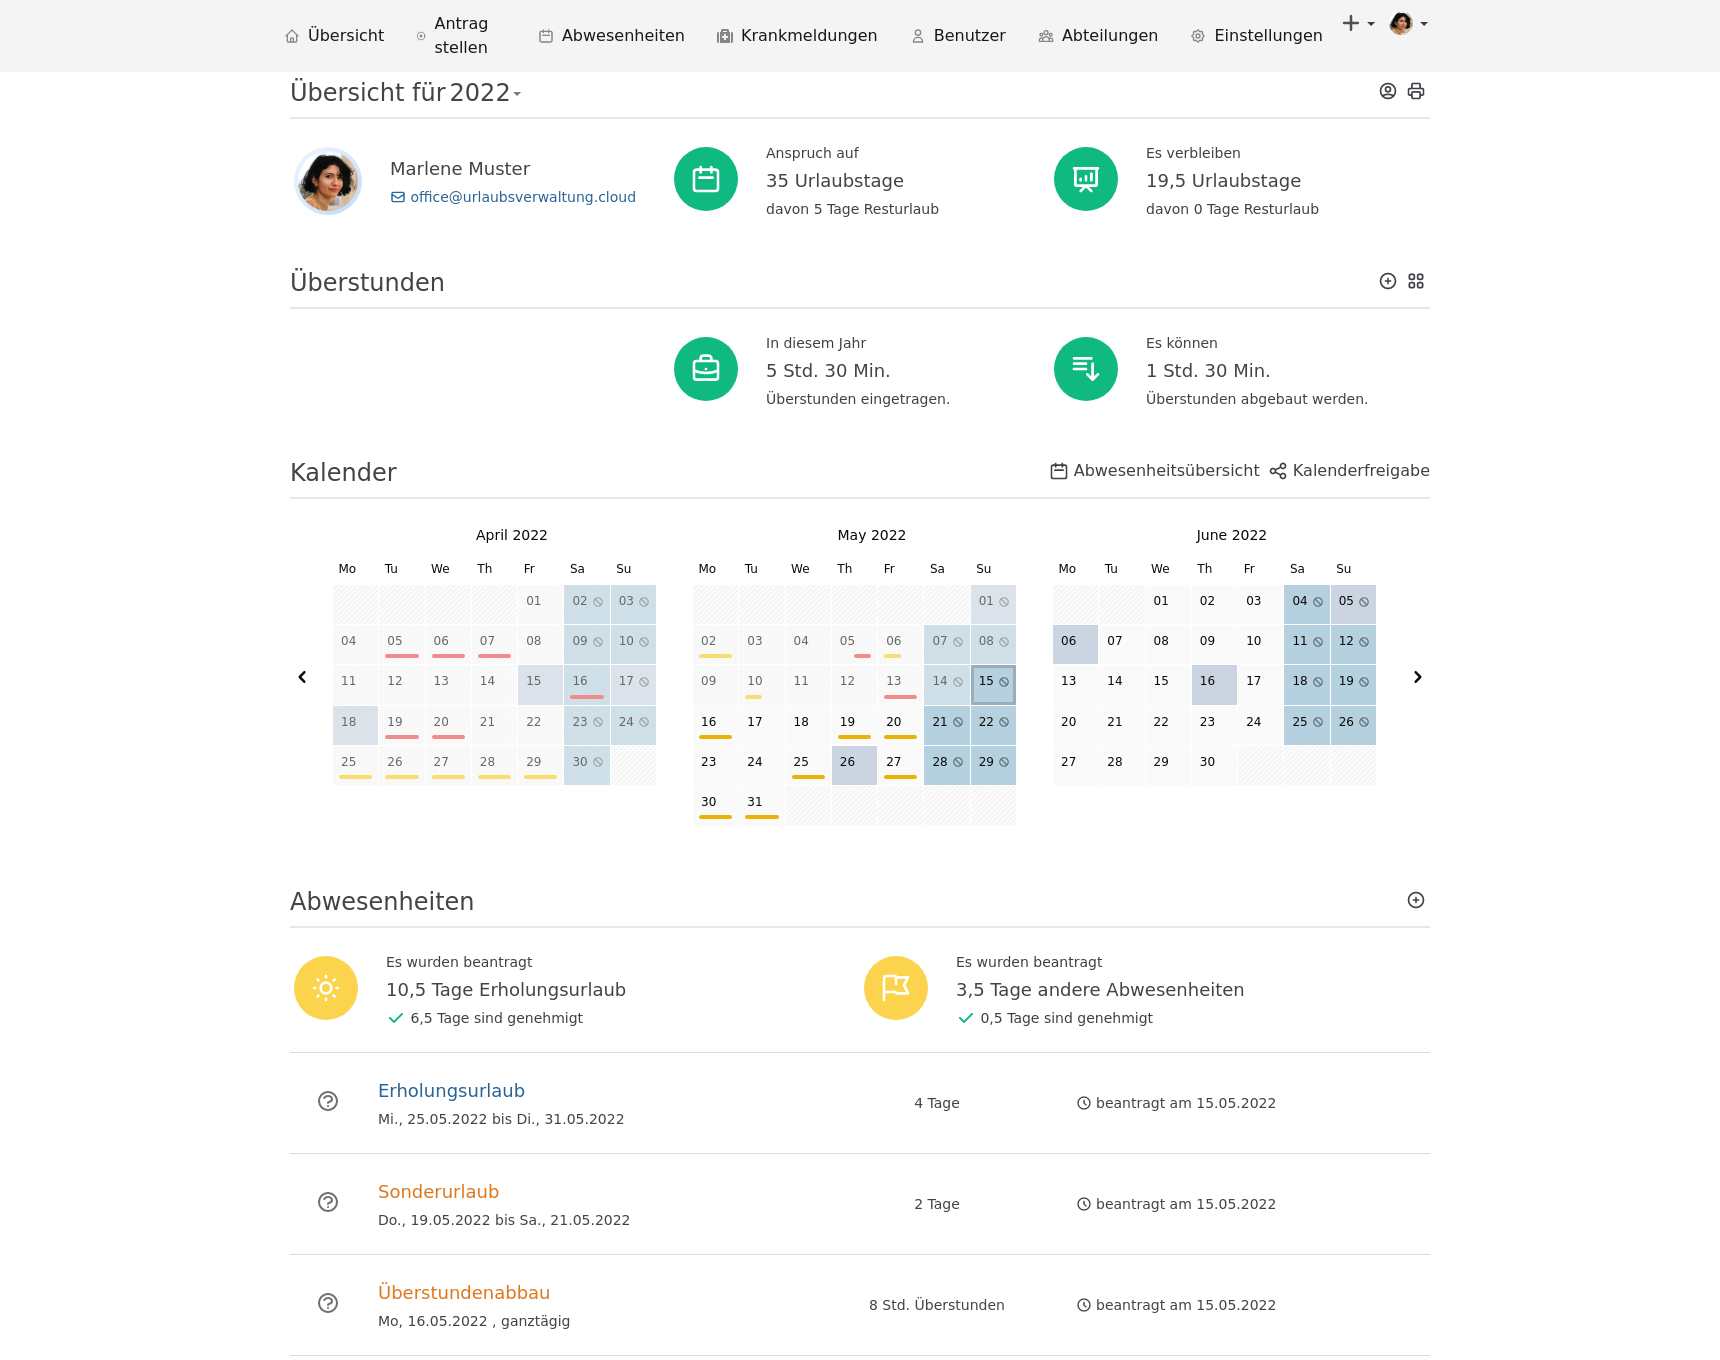 Übersicht
Antrag stellen
Abwesenheiten
Krankmeldungen
Benutzer
Abteilungen
Einstellungen
Übersicht für 2022
Marlene Muster
office@urlaubsverwaltung.cloud
Anspruch auf
35 Urlaubstage
davon 5 Tage Resturlaub
Es verbleiben
19,5 Urlaubstage
davon 0 Tage Resturlaub
Überstunden
In diesem Jahr
5 Std. 30 Min.
Überstunden eingetragen.
Es können
1 Std. 30 Min.
Überstunden abgebaut werden.
Kalender
Abwesenheitsübersicht
Kalenderfreigabe
April 2022
Mo Tu We Th Fr Sa Su
01 02 03
04 05 06 07 08 09 10
11 12 13 14 15 16 17
18 19 20 21 22 23 24
25 26 27 28 29 30
May 2022
Mo Tu We Th Fr Sa Su
01
02 03 04 05 06 07 08
09 10 11 12 13 14 15
16 17 18 19 20 21 22
23 24 25 26 27 28 29
30 31
June 2022
Mo Tu We Th Fr Sa Su
01 02 03 04 05
06 07 08 09 10 11 12
13 14 15 16 17 18 19
20 21 22 23 24 25 26
27 28 29 30
Abwesenheiten
Es wurden beantragt
10,5 Tage Erholungsurlaub
6,5 Tage sind genehmigt
Es wurden beantragt
3,5 Tage andere Abwesenheiten
0,5 Tage sind genehmigt
Erholungsurlaub
Mi., 25.05.2022 bis Di., 31.05.2022
4 Tage
beantragt am 15.05.2022
Sonderurlaub
Do., 19.05.2022 bis Sa., 21.05.2022
2 Tage
beantragt am 15.05.2022
Überstundenabbau
Mo, 16.05.2022 , ganztägig
8 Std. Überstunden
beantragt am 15.05.2022